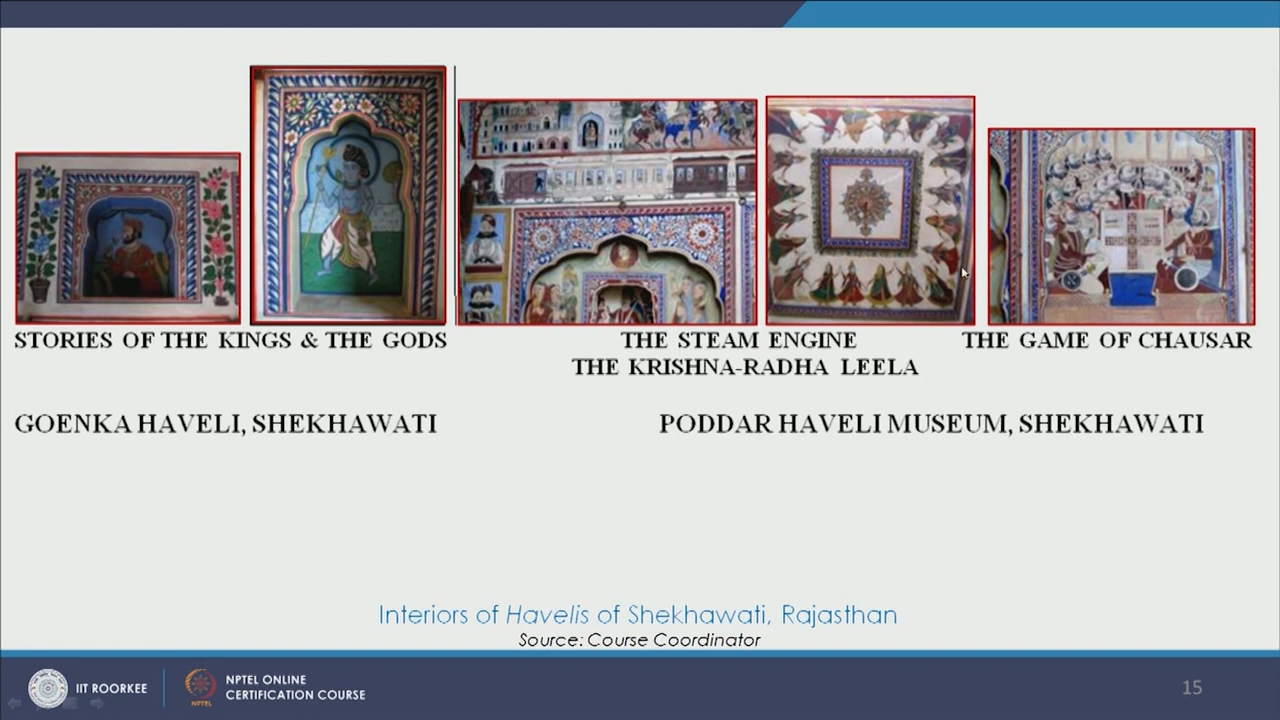 STORIES OF THE KINGS & THE GODS
THE STEAM ENGINE
THE KRISHNA-RADHA LEELA
THE GAME OF CHAUSAR
GOENKA HAVELI, SHEKHAWATI
PODDAR HAVELI MUSEUM, SHEKHAWATI
Interiors of Havelis of Shekhawati, Rajasthan
Source: Course Coordinator
IIT ROORKEE
NPTEL
NPTEL ONLINE
CERTIFICATION COURSE
15